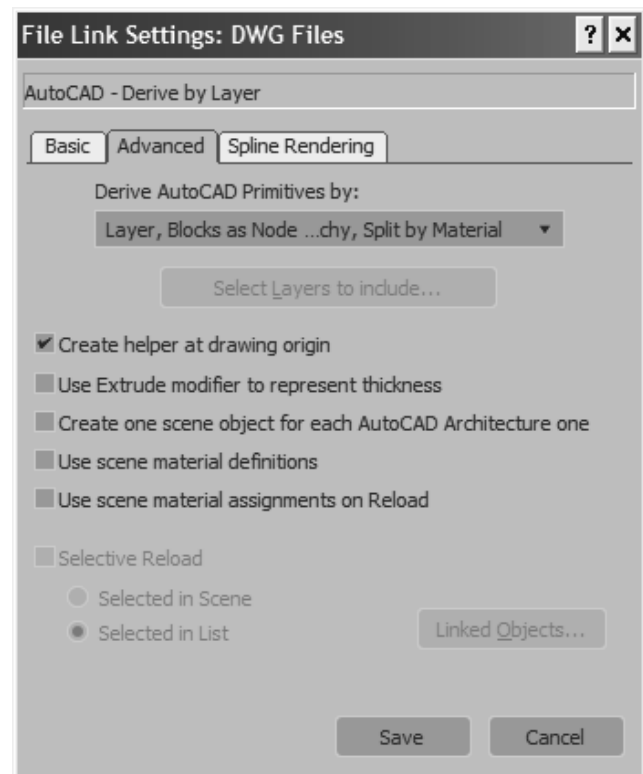 File Link Settings: DWG Files ? ×
AutoCAD - Derive by Layer
Basic Advanced Spline Rendering
Derive AutoCAD Primitives by:
Layer, Blocks as Node ...chy, Split by Material
Select Layers to include...
Create helper at drawing origin
Use Extrude modifier to represent thickness
Create one scene object for each AutoCAD Architecture one
Use scene material definitions
Use scene material assignments on Reload
Selective Reload
Selected in Scene
Selected in List Linked Objects...
Save Cancel